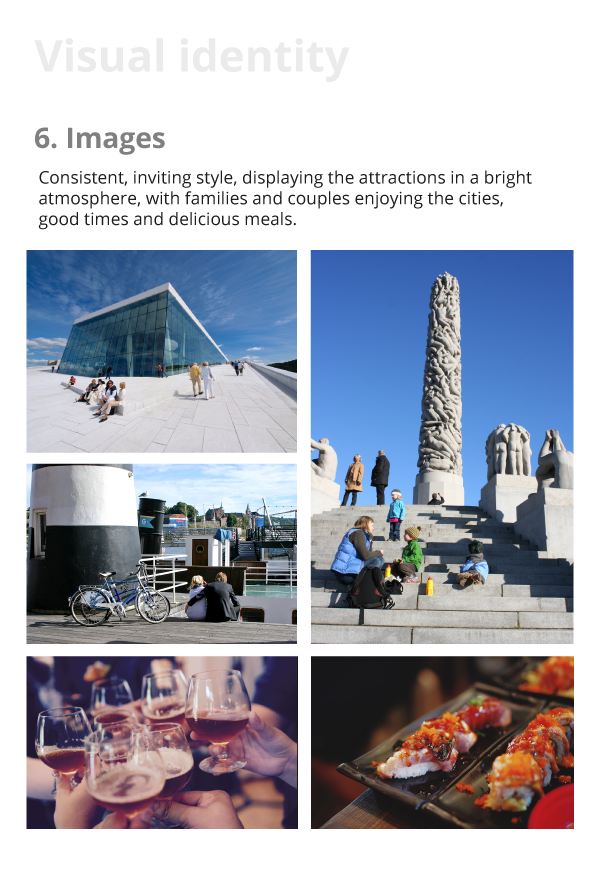 Visual identity
6. Images
Consistent, inviting style, displaying the attractions in a bright
atmosphere, with families and couples enjoying the cities,
good times and delicious meals.